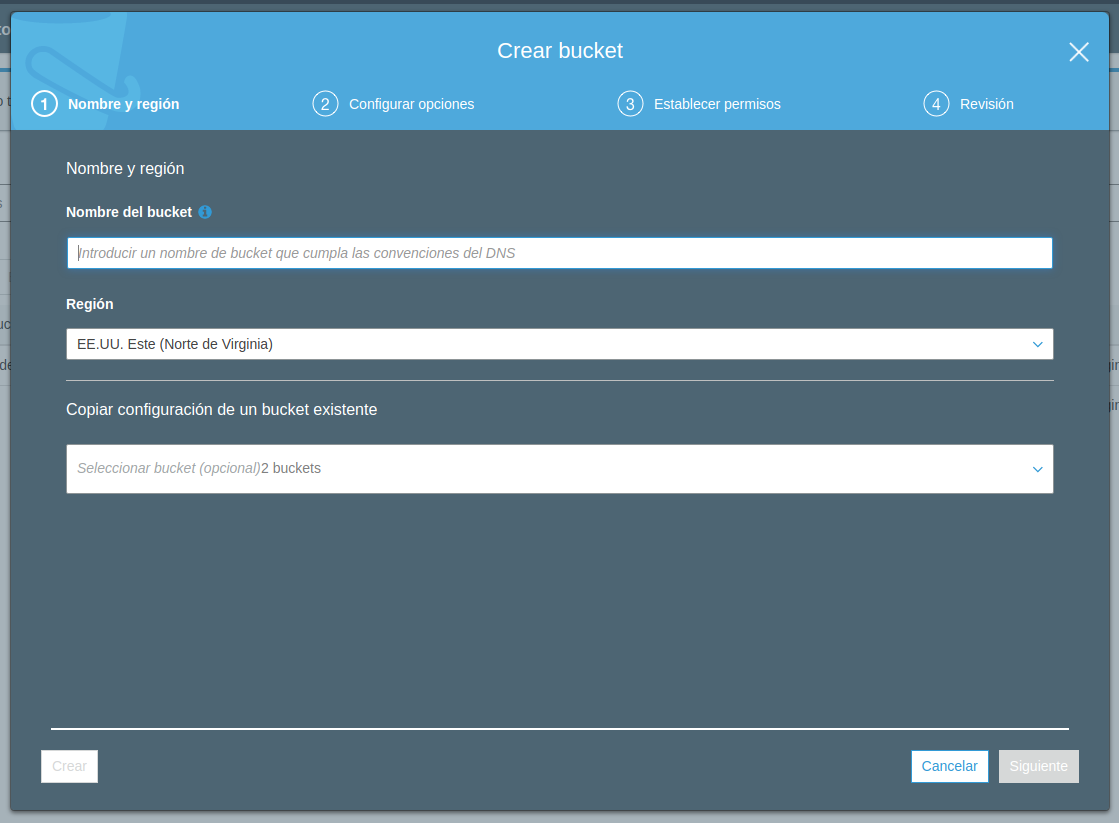 Crear bucket
1 Nombre y región
2 Configurar opciones
3 Establecer permisos
4 Revisión
Nombre y región
Nombre del bucket
Introducir un nombre de bucket que cumpla las convenciones del DNS
Región
EE.UU. Este (Norte de Virginia)
Copiar configuración de un bucket existente
Seleccionar bucket (opcional)2 buckets
Crear
Cancelar
Siguiente